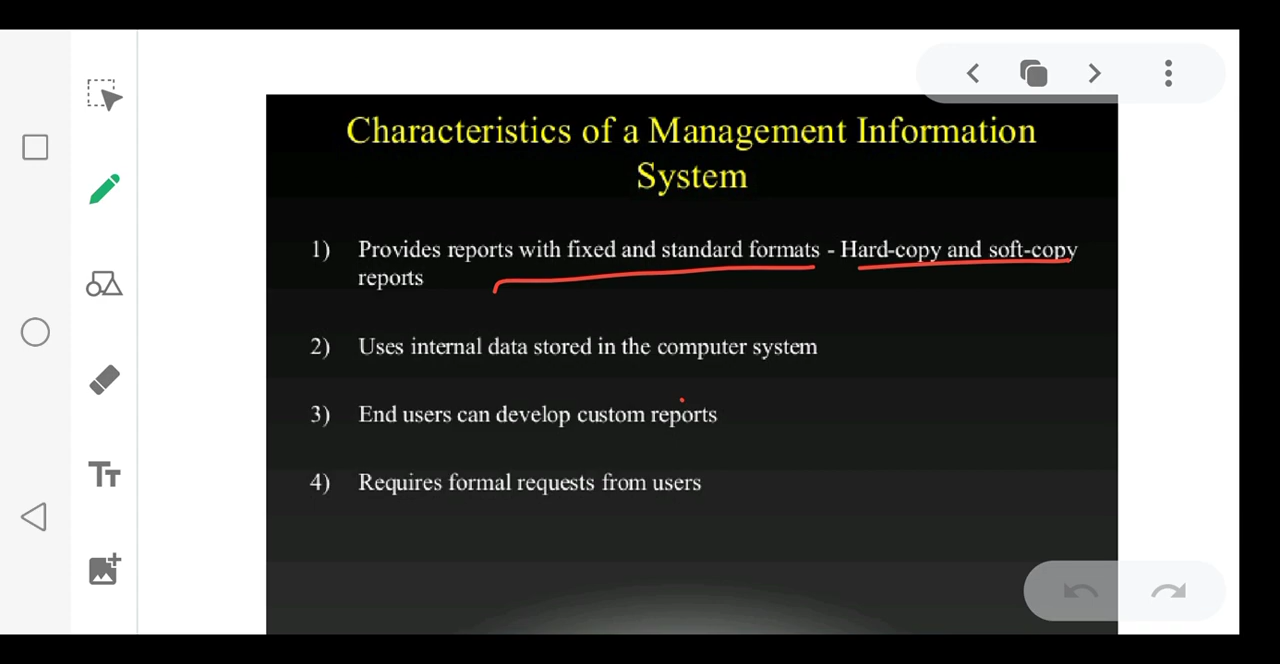 Characteristics of a Management Information
System
1) Provides reports with fixed and standard formats - Hard-copy and soft-copy
reports
2) Uses internal data stored in the computer system
3) End users can develop custom reports
4) Requires formal requests from users
TT